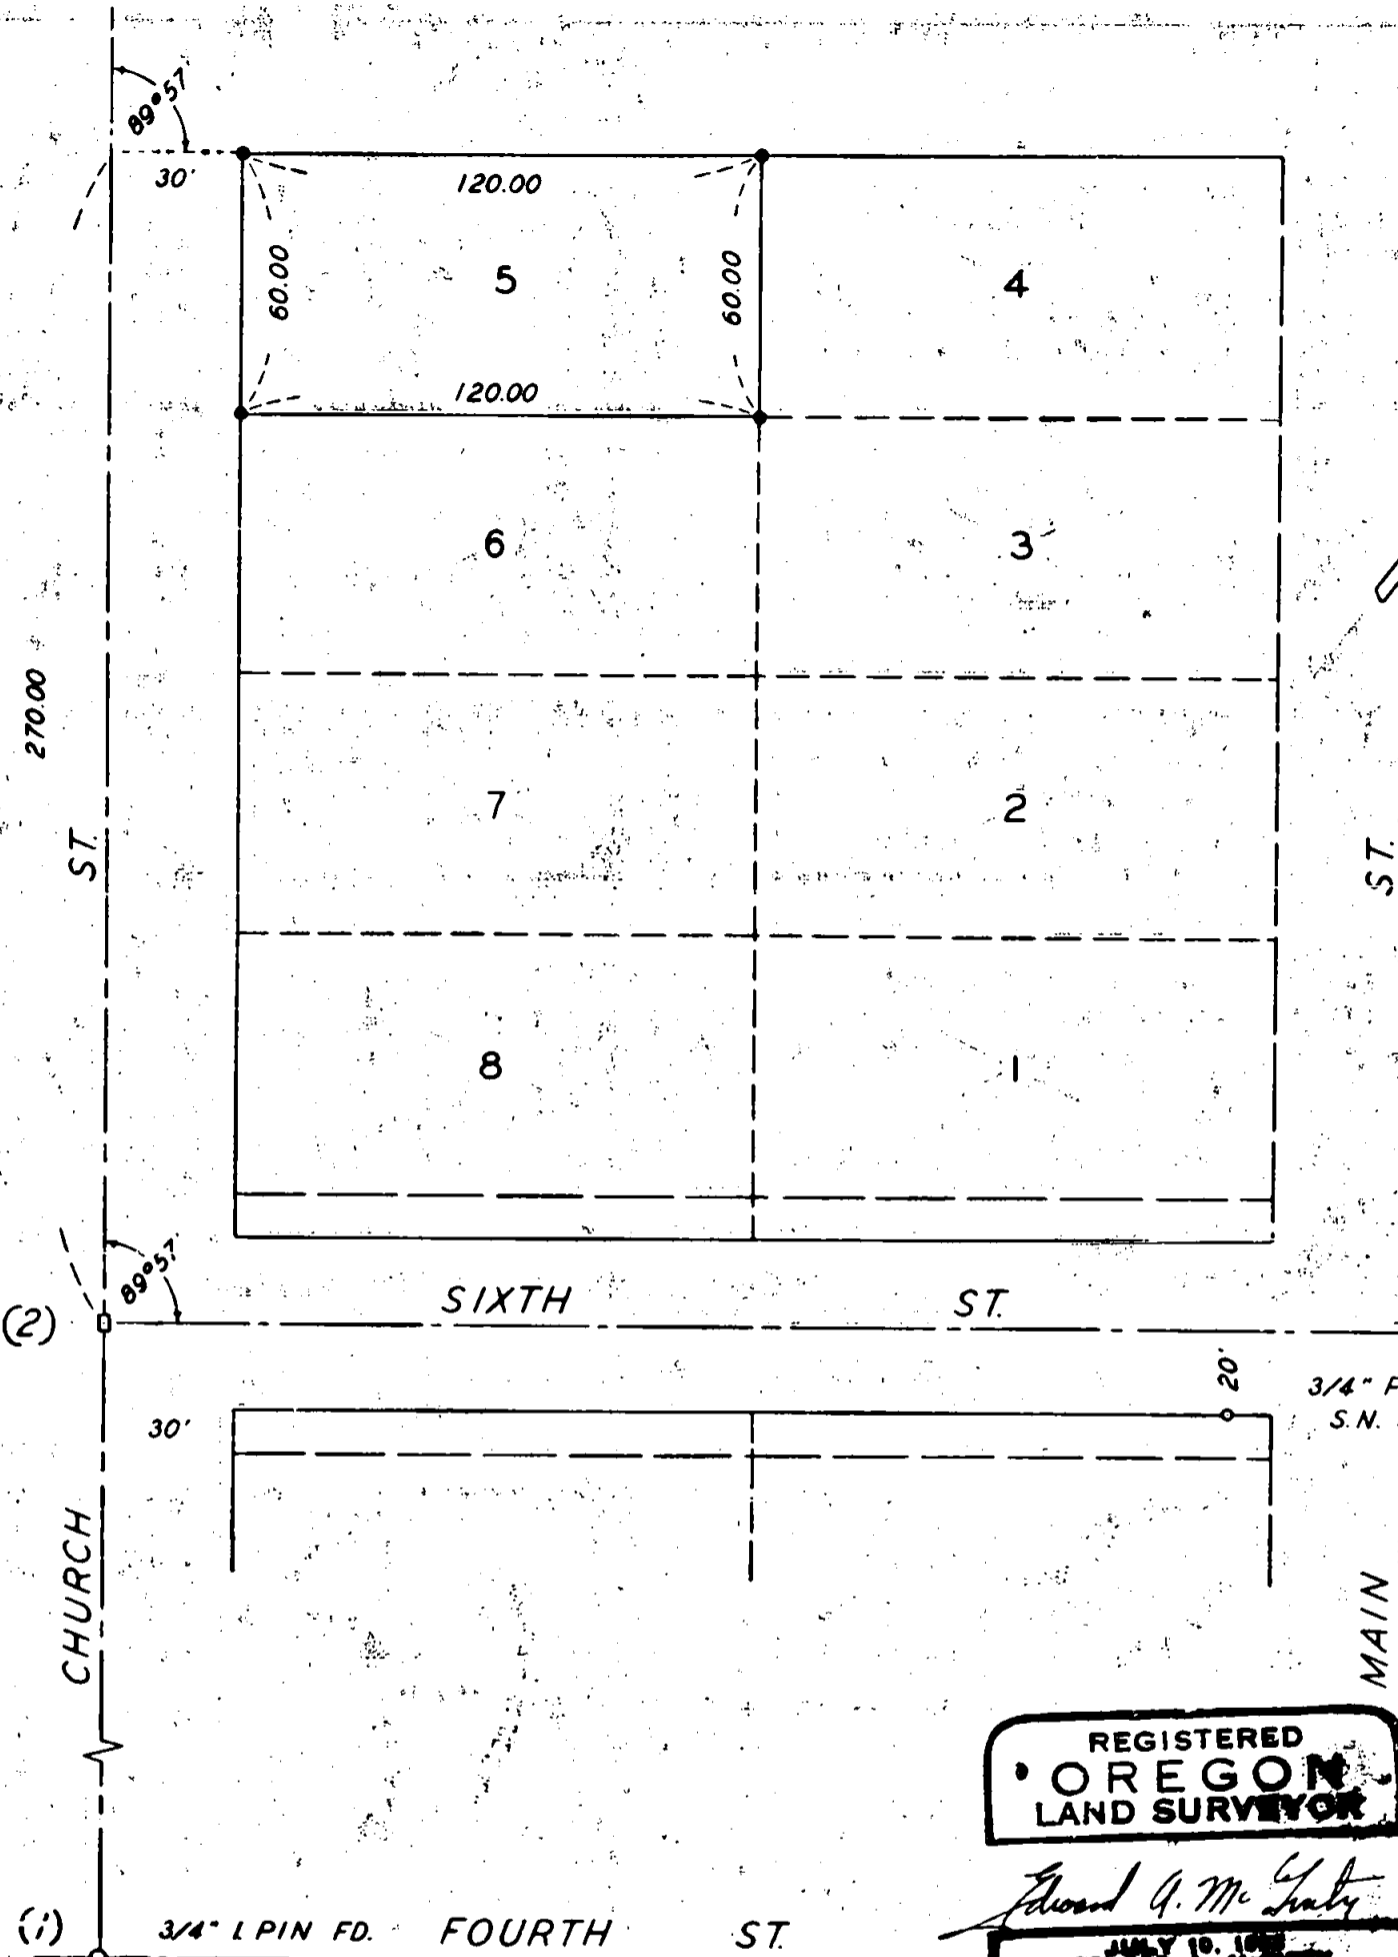 89°57'
30'
120.00
60.00
5
60.00
4
120.00
6
3
270.00
7
2
ST.
ST.
8
1
89°57'
SIXTH ST.
(2)
20'
30'
3/4"
S.N.
CHURCH
MAIN
REGISTERED
OREGON
LAND SURVEYOR
Edward A. Mc
(1) 3/4" I. PIN FD. FOURTH ST.
JULY 10,